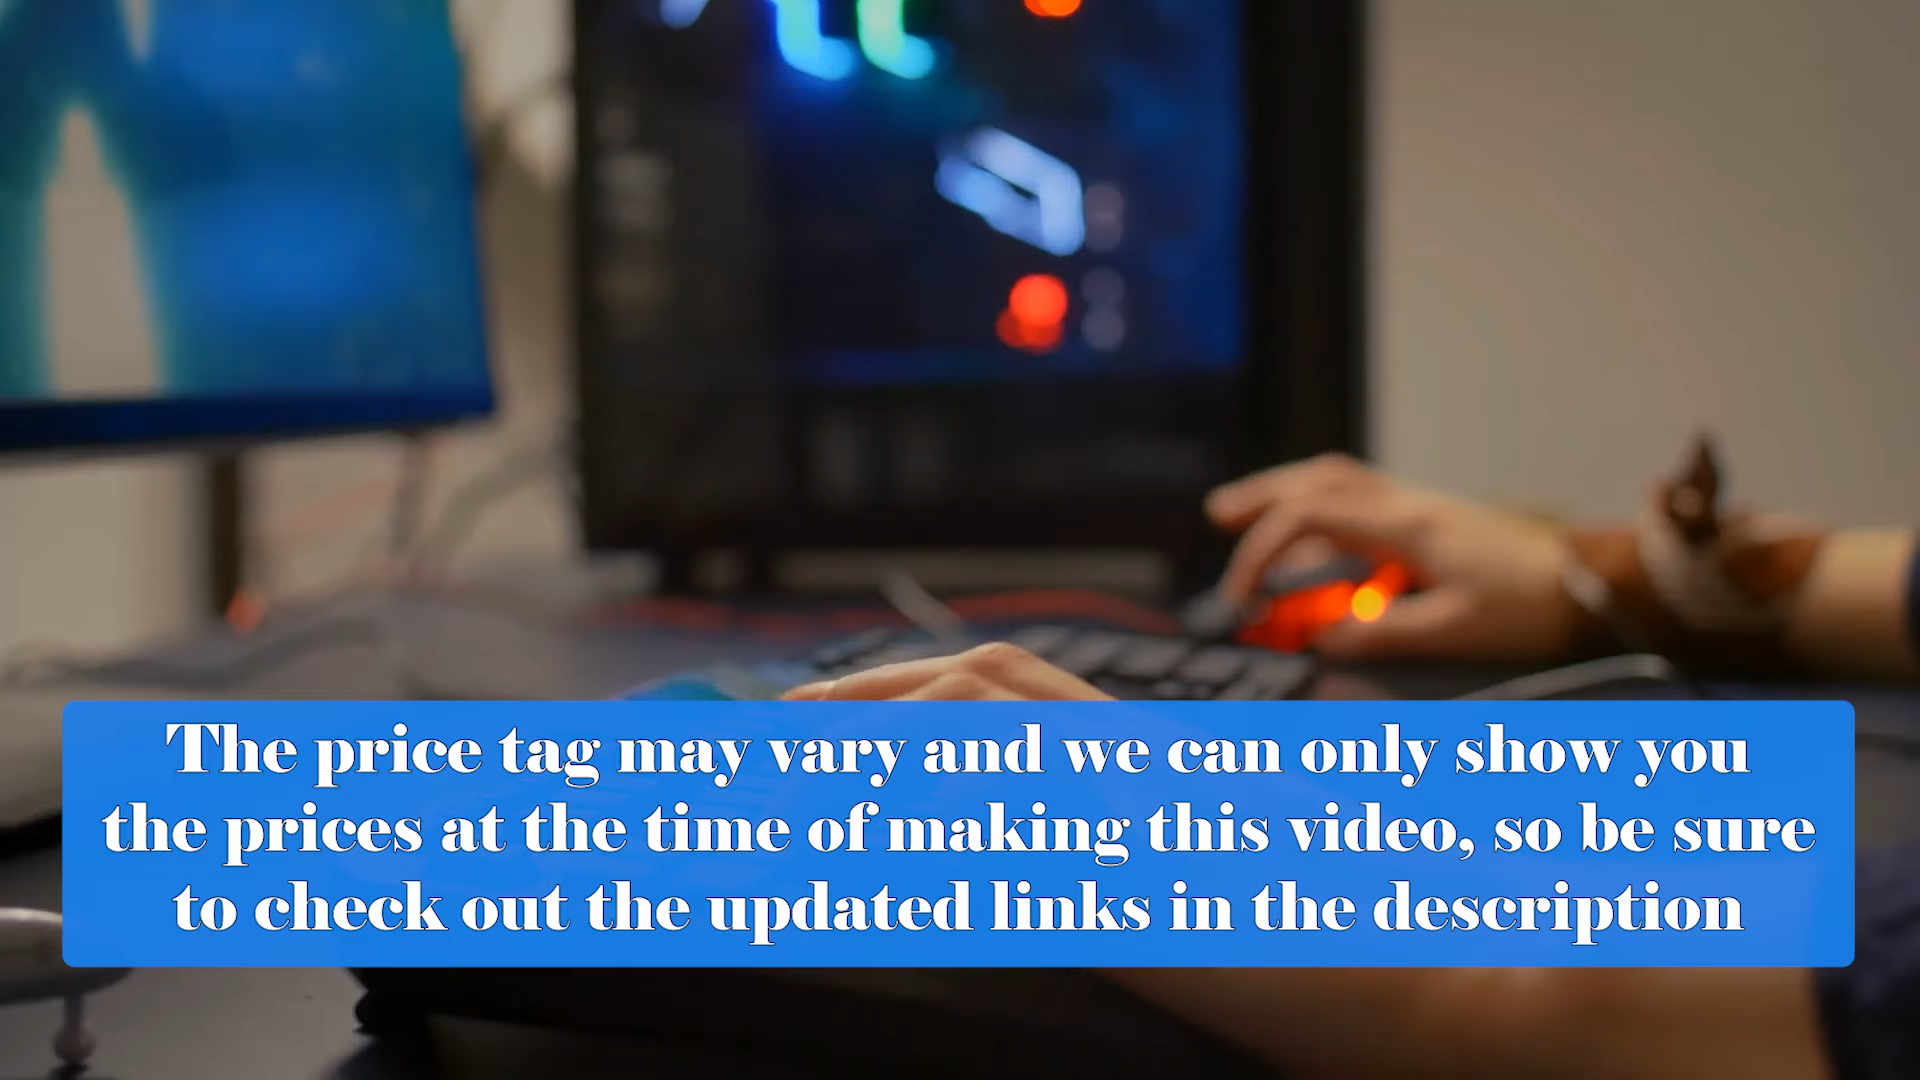 The price tag may vary and we can only show you
the prices at the time of making this video, so be sure
to check out the updated links in the description